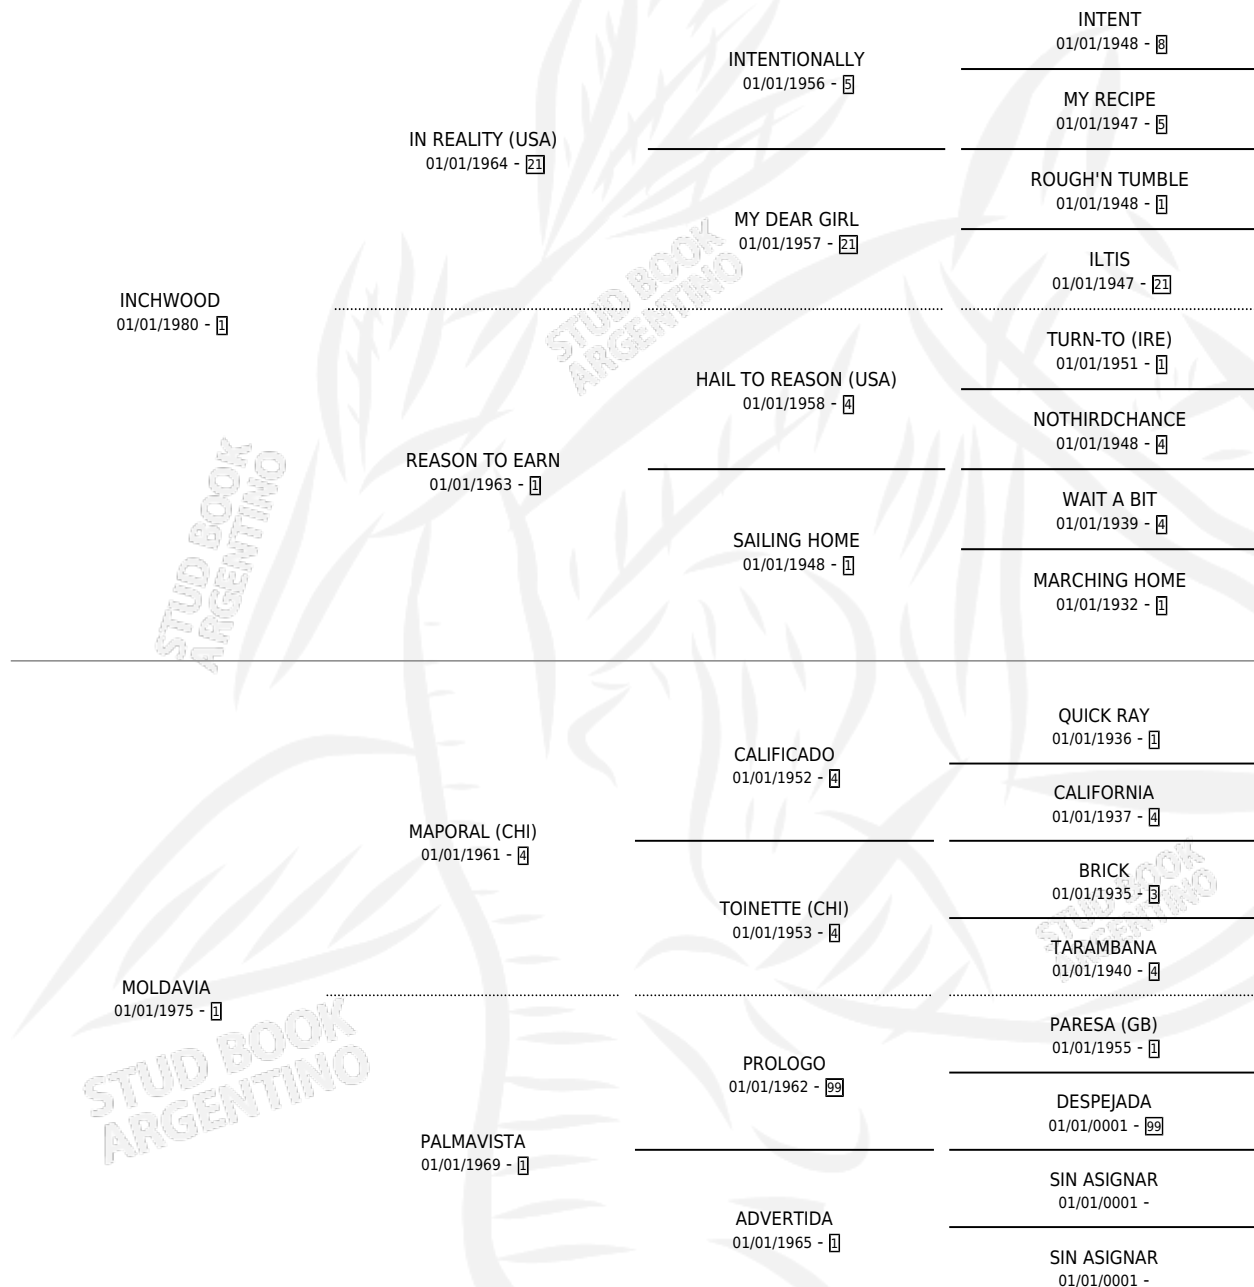 INTENT
01/01/1948 - 8
INTENTIONALLY
01/01/1956 - 5
MY RECIPE
01/01/1947 - 5
IN REALITY (USA)
01/01/1964 - 21
ROUGH'N TUMBLE
01/01/1948 - 1
MY DEAR GIRL
01/01/1957 - 21
ILTIS
01/01/1947 - 21
INCHWOOD
01/01/1980 - 1
TURN-TO (IRE)
01/01/1951 - 1
HAIL TO REASON (USA)
01/01/1958 - 4
NOTHIRDCHANCE
01/01/1948 - 4
REASON TO EARN
01/01/1963 - 1
WAIT A BIT
01/01/1939 - 4
SAILING HOME
01/01/1948 - 1
MARCHING HOME
01/01/1932 - 1
QUICK RAY
01/01/1936 - 1
CALIFICADO
01/01/1952 - 4
CALIFORNIA
01/01/1937 - 4
MAPORAL (CHI)
01/01/1961 - 4
BRICK
01/01/1935 - 3
TOINETTE (CHI)
01/01/1953 - 4
TARAMBANA
01/01/1940 - 4
MOLDAVIA
01/01/1975 - 1
PARESA (GB)
01/01/1955 - 1
PROLOGO
01/01/1962 - 99
DESPEJADA
01/01/0001 - 99
PALMAVISTA
01/01/1969 - 1
SIN ASIGNAR
01/01/0001 -
ADVERTIDA
01/01/1965 - 1
SIN ASIGNAR
01/01/0001 -
STUD BOOK
ARGENTINO
STUD BOOK
ARGENTINO
STUD BOOK
ARGENTINO
STUD BOOK
ARGENTINO